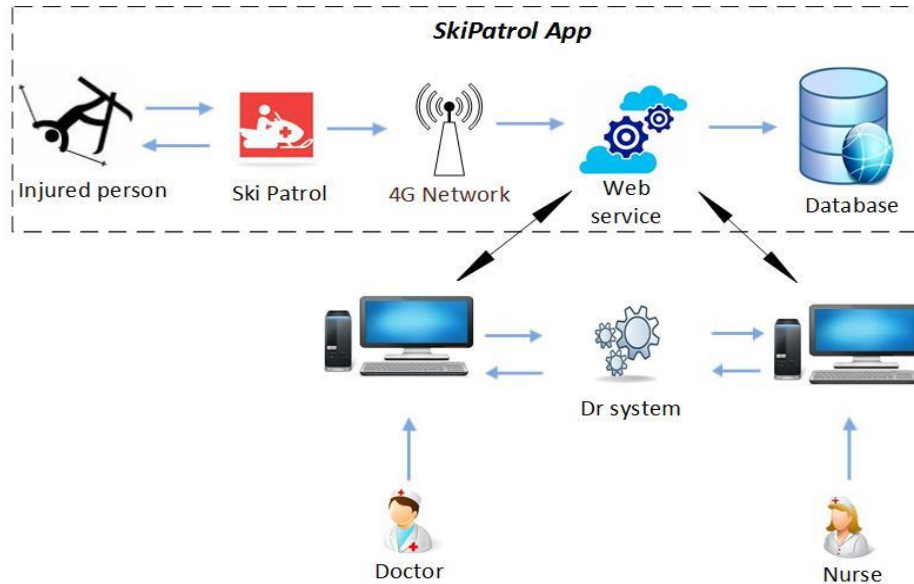 SkiPatrol App
Injured person
Ski Patrol
4G Network
Web
service
Database
Dr system
Doctor
Nurse